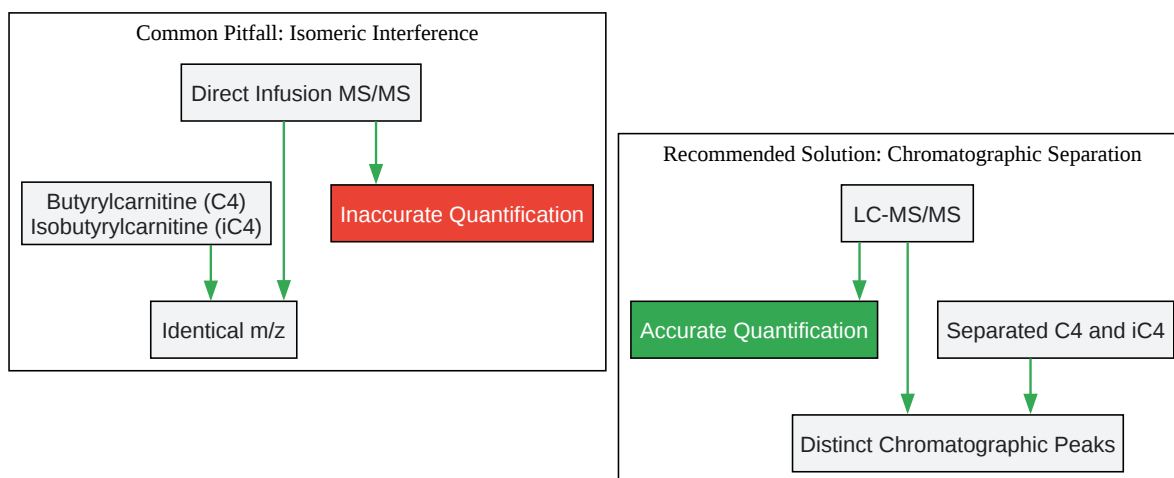 Common Pitfall: Isomeric Interference
Direct Infusion MS/MS
Butyrylcarnitine (C4)
Isobutyrylcarnitine (iC4)
Inaccurate Quantification
Identical m/z
Recommended Solution: Chromatographic Separation
LC-MS/MS
Accurate Quantification
Separated C4 and iC4
Distinct Chromatographic Peaks